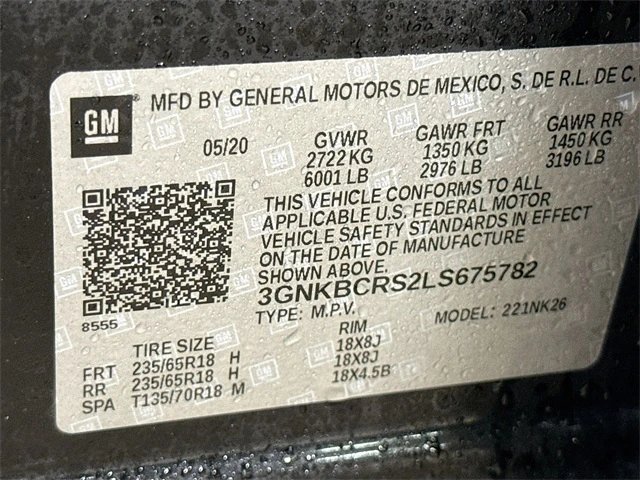 GM MFD BY GENERAL MOTORS DE MEXICO, S. DE R.L. DE C.
05/20 GVWR GAWR FRT GAWR RR
2722 KG 1350 KG 1450 KG
6001 LB 2976 LB 3196 LB
THIS VEHICLE CONFORMS TO ALL
APPLICABLE U.S. FEDERAL MOTOR
VEHICLE SAFETY STANDARDS IN EFFECT
ON THE DATE OF MANUFACTURE
SHOWN ABOVE.
3GNKBCRS2LS675782
8555 TYPE: M.P.V. MODEL: 221NK26
TIRE SIZE RIM
FRT 235/65R18 H 18X8J
RR 235/65R18 H 18X8J
SPA T135/70R18 M 18X4.5B